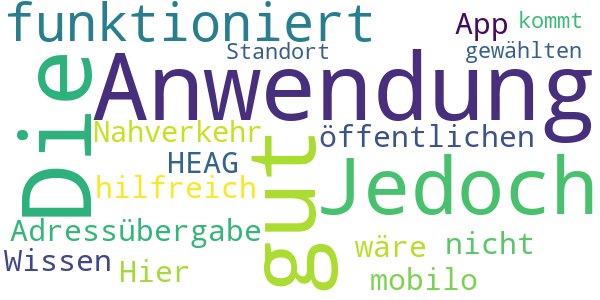 funktioniert
App
kommt
Standort
gewählten
Die
Anwendung
Nahverkehr
öffentlichen
HEAG
gut
Jedoch
hilfreich
Adressübergabe
wäre
nicht
Wissen
Hier
mobilo